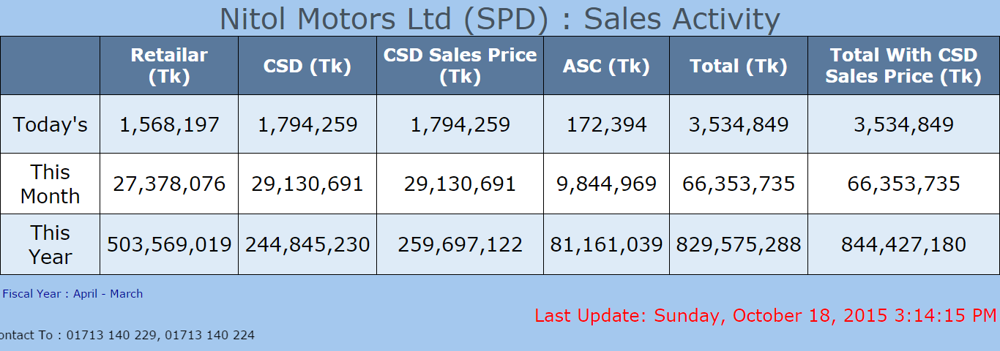 Nitol Motors Ltd (SPD) : Sales Activity
Retailar (Tk) CSD (Tk) CSD Sales Price (Tk) ASC (Tk) Total (Tk) Total With CSD Sales Price (Tk)
Today's 1,568,197 1,794,259 1,794,259 172,394 3,534,849 3,534,849
This Month 27,378,076 29,130,691 29,130,691 9,844,969 66,353,735 66,353,735
This Year 503,569,019 244,845,230 259,697,122 81,161,039 829,575,288 844,427,180
Fiscal Year : April - March
Last Update: Sunday, October 18, 2015 3:14:15 PM
ontact To : 01713 140 229, 01713 140 224